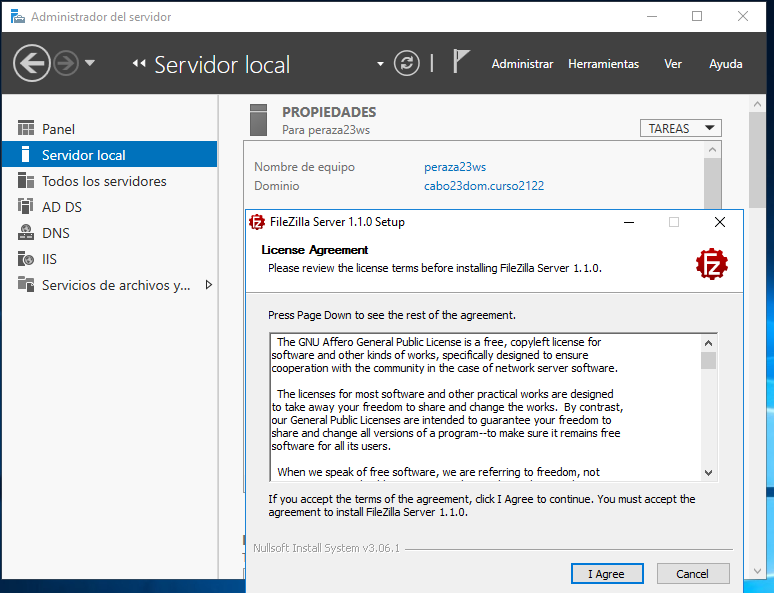 Administrador del servidor
Servidor local
Administrar Herramientas Ver Ayuda
Panel
Servidor local
Todos los servidores
AD DS
DNS
IIS
Servicios de archivos y...
PROPIEDADES
Para peraza23ws
TAREAS
Nombre de equipo peraza23ws
Dominio cabo23dom.curso2122
FileZilla Server 1.1.0 Setup
License Agreement
Please review the license terms before installing FileZilla Server 1.1.0.
Press Page Down to see the rest of the agreement.
The GNU Affero General Public License is a free, copyleft license for
software and other kinds of works, specifically designed to ensure
cooperation with the community in the case of network server software.
The licenses for most software and other practical works are designed
to take away your freedom to share and change the works. By contrast,
our General Public Licenses are intended to guarantee your freedom to
share and change all versions of a program--to make sure it remains free
software for all its users.
When we speak of free software, we are referring to freedom, not
If you accept the terms of the agreement, click I Agree to continue. You must accept the
agreement to install FileZilla Server 1.1.0.
Nullsoft Install System v3.06.1
I Agree
Cancel